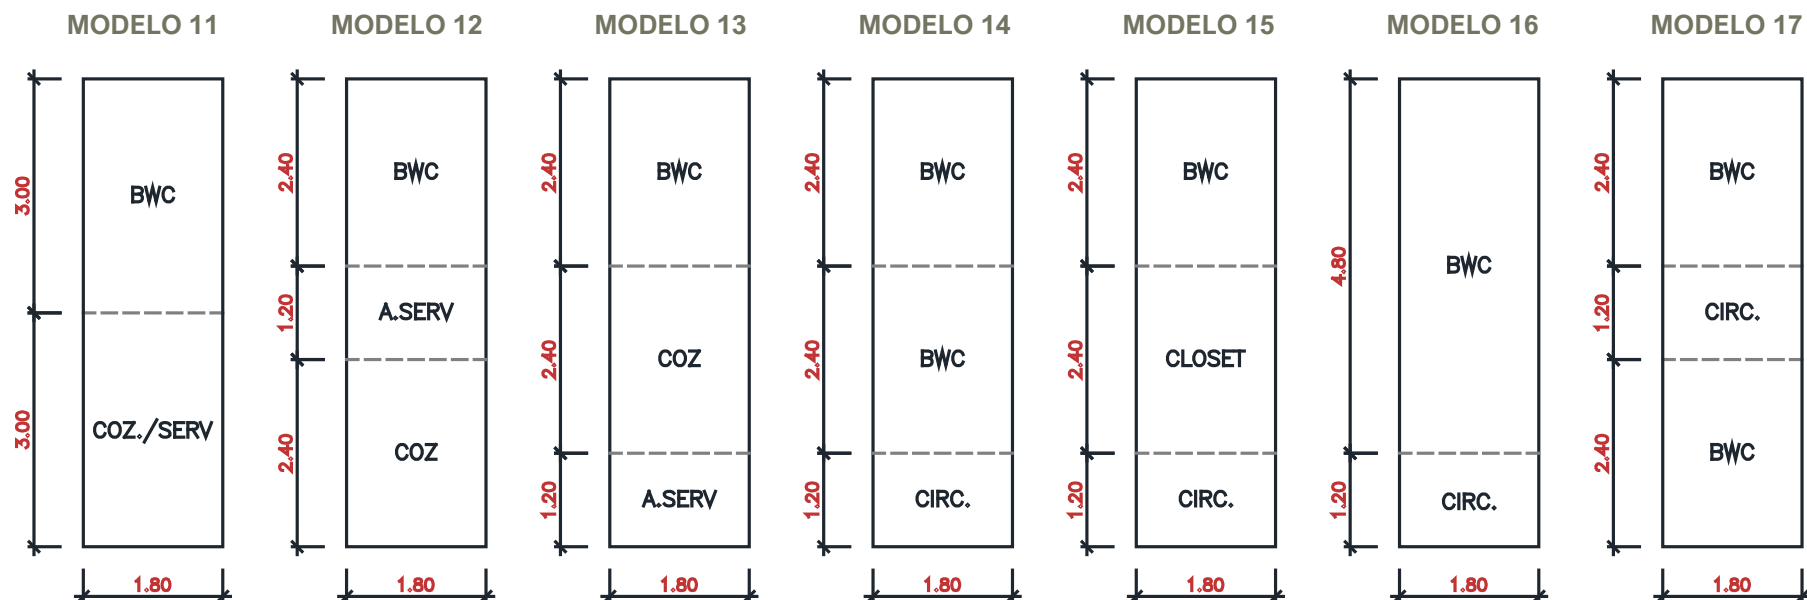 MODELO 11
MODELO 12
MODELO 13
MODELO 14
MODELO 15
MODELO 16
MODELO 17
3.00
BWC
3.00
COZ./SERV
1.80
2.40
BWC
1.20
A.SERV
2.40
COZ
1.80
2.40
BWC
2.40
COZ
1.20
A.SERV
1.80
2.40
BWC
2.40
BWC
1.20
CIRC.
1.80
2.40
BWC
2.40
CLOSET
1.20
CIRC.
1.80
4.80
BWC
1.20
CIRC.
1.80
2.40
BWC
1.20
CIRC.
2.40
BWC
1.80